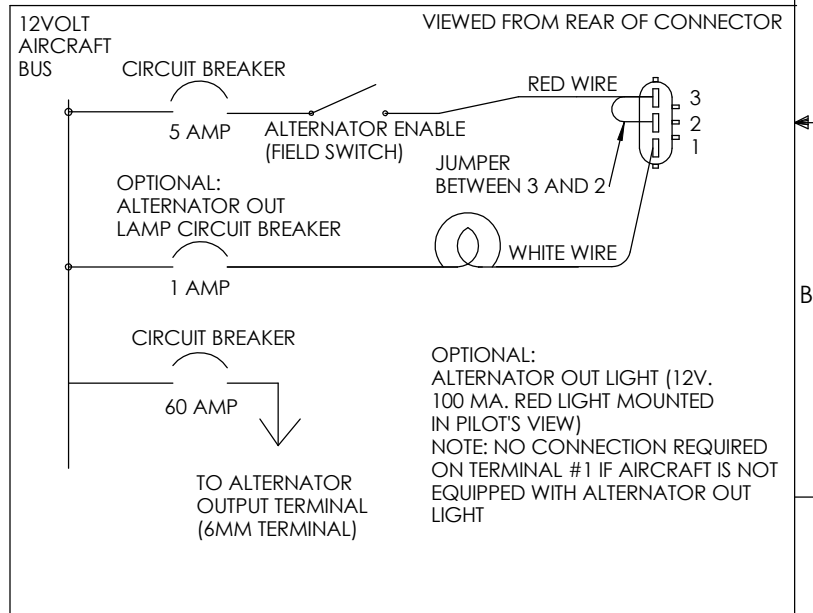 12VOLT
AIRCRAFT
BUS
VIEWED FROM REAR OF CONNECTOR
CIRCUIT BREAKER
5 AMP
ALTERNATOR ENABLE
(FIELD SWITCH)
RED WIRE
3
2
1
JUMPER
BETWEEN 3 AND 2
OPTIONAL:
ALTERNATOR OUT
LAMP CIRCUIT BREAKER
1 AMP
WHITE WIRE
B
CIRCUIT BREAKER
60 AMP
TO ALTERNATOR
OUTPUT TERMINAL
(6MM TERMINAL)
OPTIONAL:
ALTERNATOR OUT LIGHT (12V.
100 MA. RED LIGHT MOUNTED
IN PILOT'S VIEW)
NOTE: NO CONNECTION REQUIRED
ON TERMINAL #1 IF AIRCRAFT IS NOT
EQUIPPED WITH ALTERNATOR OUT
LIGHT